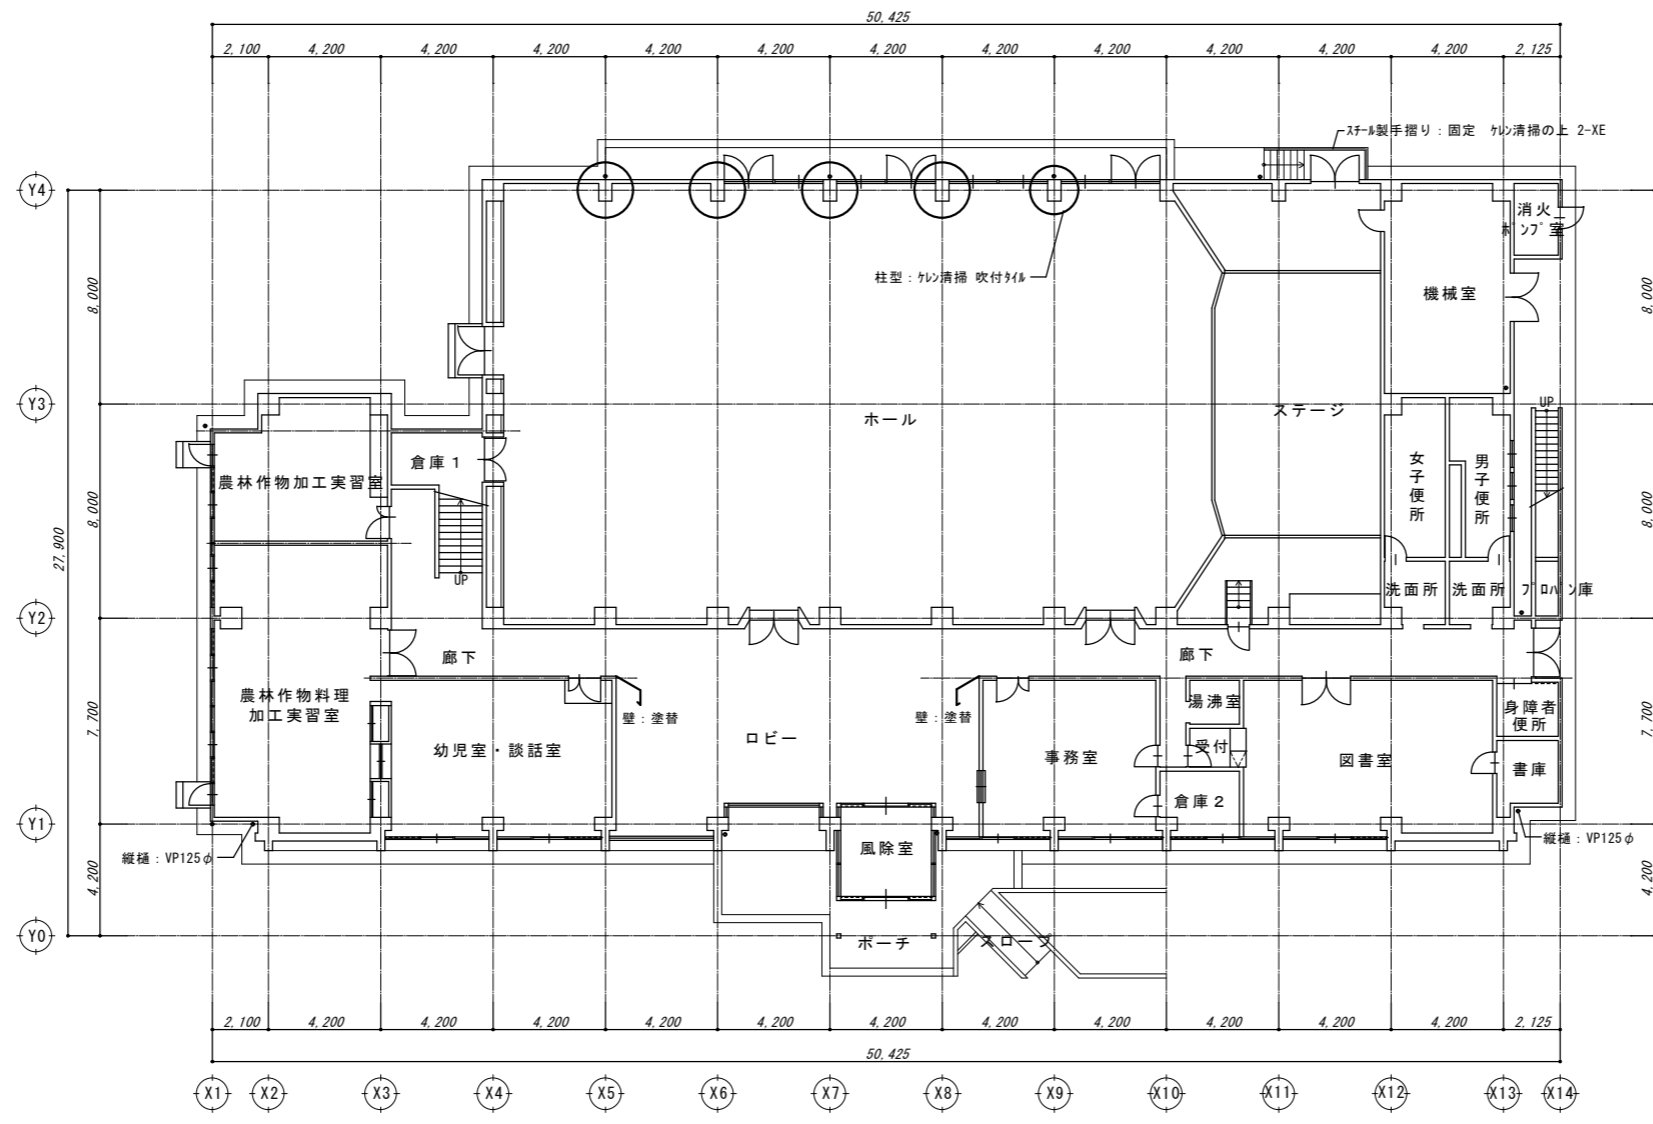 50,425
2,100 4,200 4,200 4,200 4,200 4,200 4,200 4,200 4,200 4,200 4,200 4,200 2,125
スチール製手摺り：固定 ケレン清掃の上 2-XE
Y4
消火
ポンプ室
柱型：ケレン清掃 吹付タイル
機械室
8,000
8,000
Y3
UP
ホール
ステージ
倉庫1
農林作物加工実習室
女子便所
男子便所
8,000
8,000
27,900
UP
洗面所
洗面所
プロパン庫
Y2
廊下
廊下
農林作物料理
加工実習室
湯沸室
身障者
便所
壁：塗替
壁：塗替
7,700
7,700
幼児室・談話室
ロビー
事務室
受付
図書室
書庫
倉庫2
Y1
風除室
縦樋：VP125φ
縦樋：VP125φ
4,200
4,200
Y0
ポーチ
スロープ
2,100 4,200 4,200 4,200 4,200 4,200 4,200 4,200 4,200 4,200 4,200 4,200 2,125
50,425
X1 X2 X3 X4 X5 X6 X7 X8 X9 X10 X11 X12 X13 X14